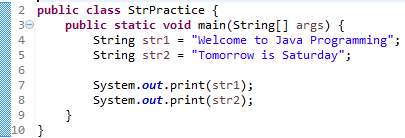 2 public class StrPractice {
3 public static void main(String[] args) {
4 String str1 = "Welcome to Java Programming";
5 String str2 = "Tomorrow is Saturday";
6
7 System.out.print(str1);
8 System.out.print(str2);
9 }
10 }